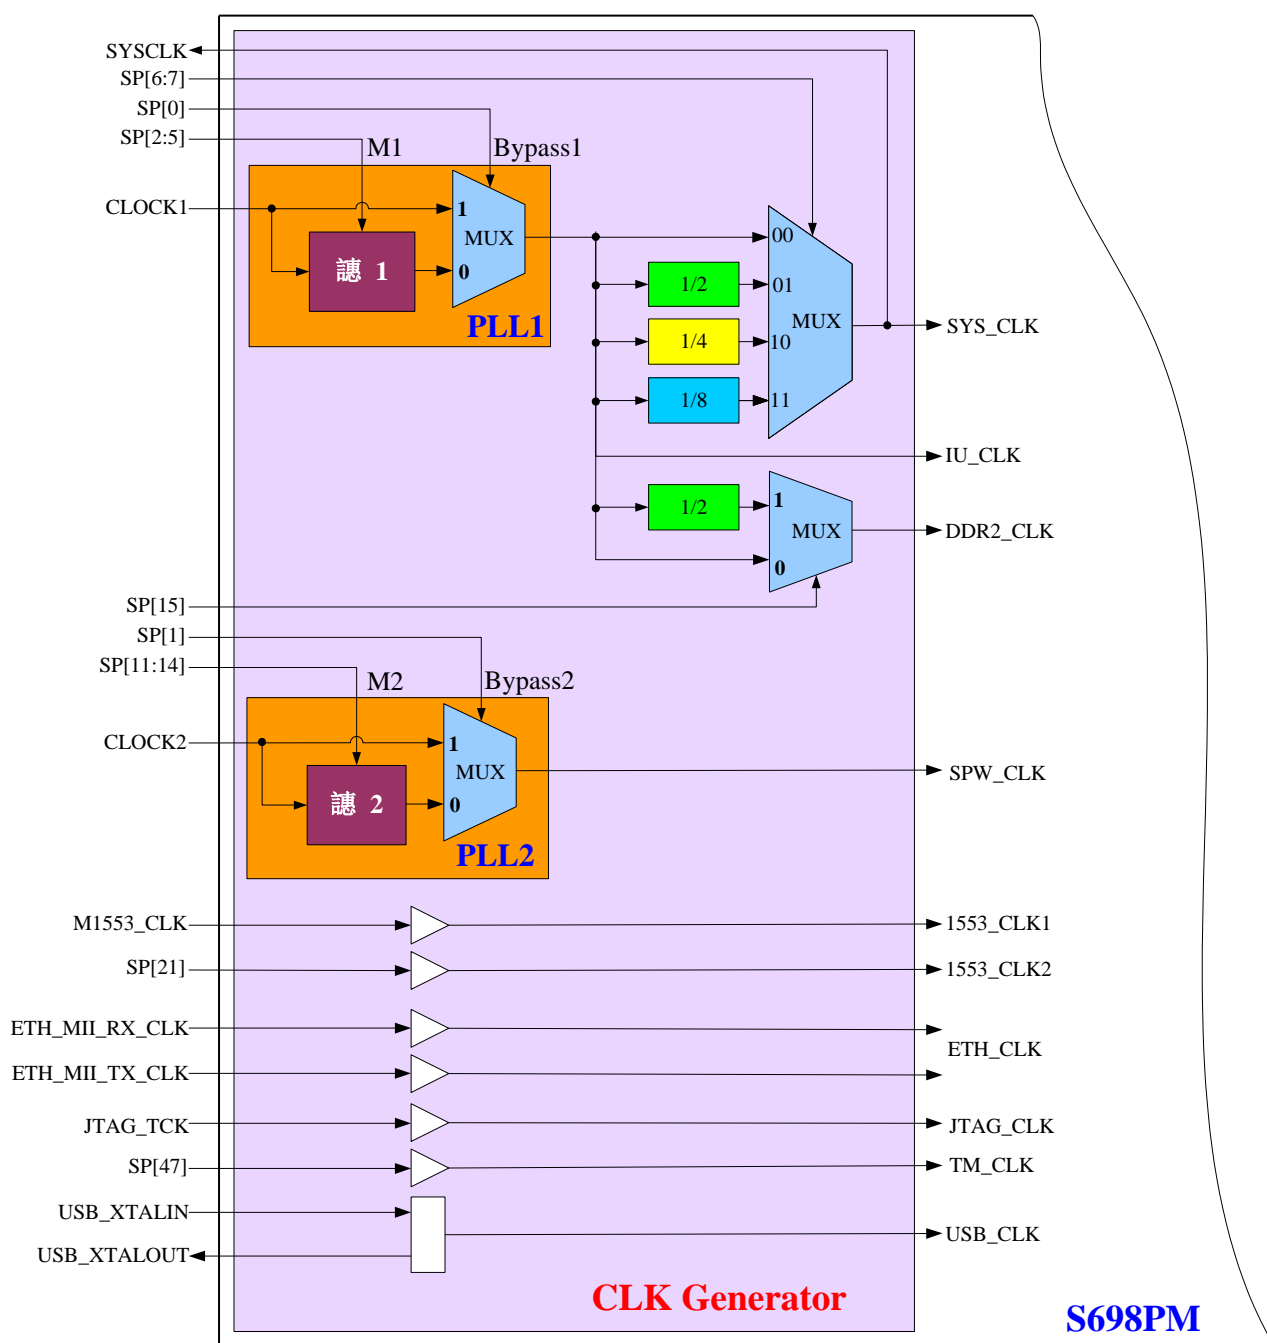 SYSCLK
SP[6:7]
SP[0]
SP[2:5]
M1
Bypass1
CLOCK1
1
MUX
0
譓 1
PLL1
00
01
10
11
MUX
1/2
1/4
1/8
SYS_CLK
IU_CLK
1/2
1
MUX
0
DDR2_CLK
SP[15]
SP[1]
SP[11:14]
M2
Bypass2
CLOCK2
1
MUX
0
譓 2
PLL2
SPW_CLK
M1553_CLK
1553_CLK1
SP[21]
1553_CLK2
ETH_MII_RX_CLK
ETH_CLK
ETH_MII_TX_CLK
JTAG_TCK
JTAG_CLK
SP[47]
TM_CLK
USB_XTALIN
USB_CLK
USB_XTALOUT
CLK Generator
S698PM